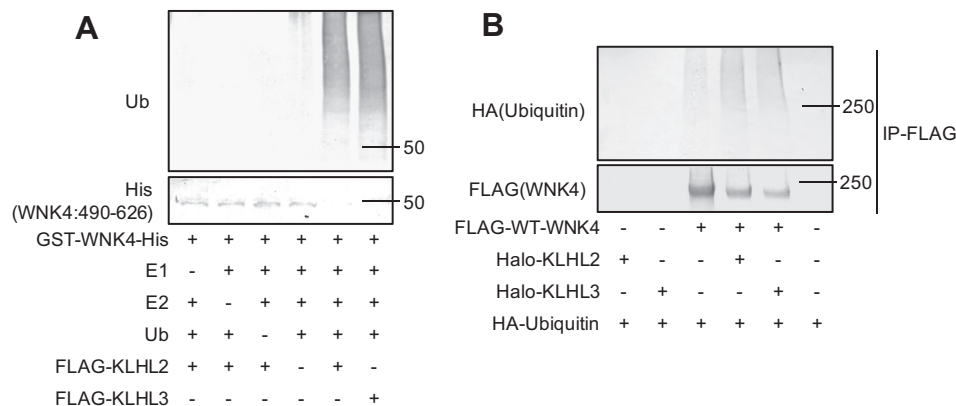 A
Ub
50
His
(WNK4:490-626)
50
GST-WNK4-His + + + + + +
E1 - + + + + +
E2 + - + + + +
Ub + + - + + +
FLAG-KLHL2 + + + - + -
FLAG-KLHL3 - - - - - +
B
HA(Ubiquitin)
250
IP-FLAG
FLAG(WNK4)
250
FLAG-WT-WNK4 - - + + + -
Halo-KLHL2 + - - + - -
Halo-KLHL3 - + - - + -
HA-Ubiquitin + + + + + +